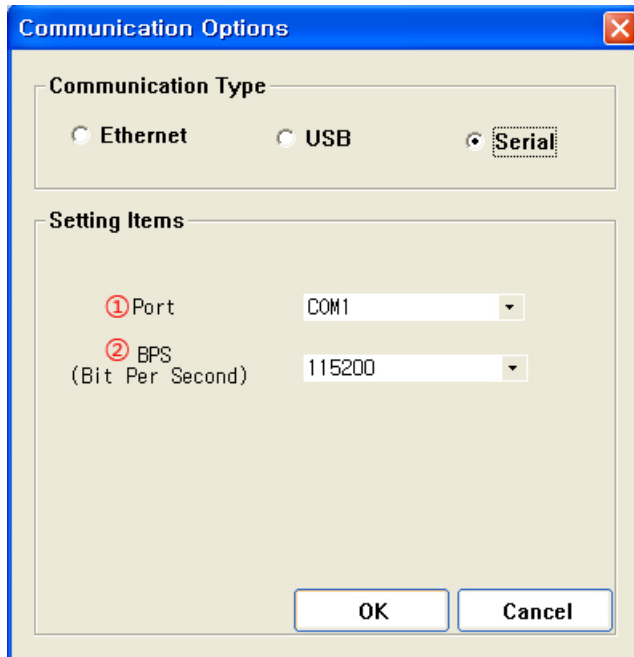 Communication Options
Communication Type
Ethernet USB Serial
Setting Items
①Port COM1
② BPS
(Bit Per Second) 115200
OK Cancel